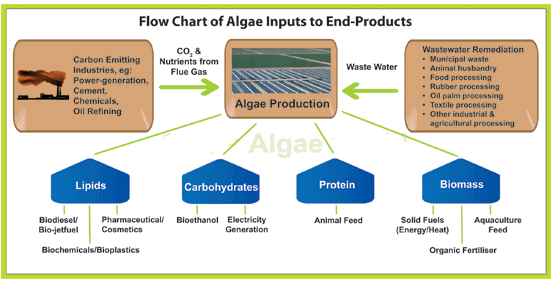 Flow Chart of Algae Inputs to End-Products
Carbon Emitting
Industries, eg:
Power-generation,
Cement,
Chemicals,
Oil Refining
CO2 &
Nutrients from
Flue Gas
Algae Production
Waste Water
Wastewater Remediation
• Municipal waste
• Animal husbandry
• Food processing
• Rubber processing
• Oil palm processing
• Textile processing
• Other industrial &
agricultural processing
Algae
Lipids
Carbohydrates
Protein
Biomass
Biodiesel/
Bio-jetfuel
Pharmaceutical/
Cosmetics
Biochemicals/Bioplastics
Bioethanol
Electricity
Generation
Animal Feed
Solid Fuels
(Energy/Heat)
Aquaculture
Feed
Organic Fertiliser